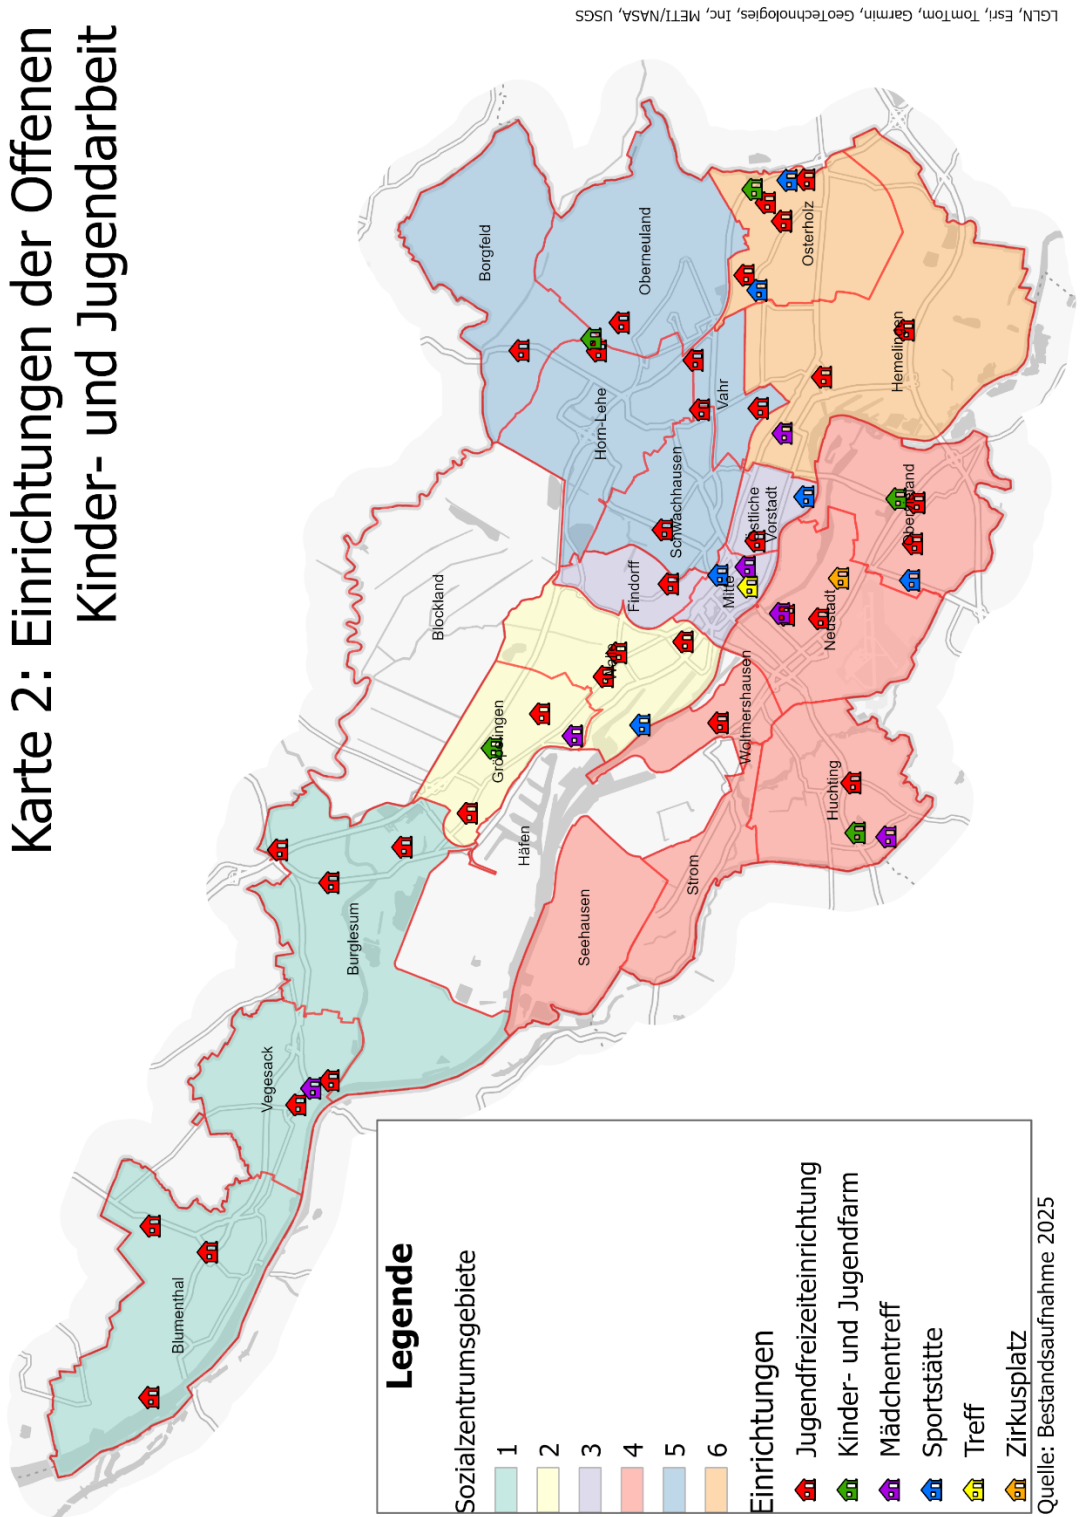 Karte 2: Einrichtungen der Offenen
Kinder- und Jugendarbeit
Blumenthal
Vegesack
Burglesum
Blockland
Borgfeld
Oberneuland
Horn-Lehe
Schwachhausen
Vahr
Findorff
Gröpelingen
Häfen
Seehausen
Strom
Woltmershausen
Huchting
Neustadt
Mitte
Östliche
Vorstadt
Osterholz
Hemelingen
Legende
Sozialzentrumsgebiete
1
2
3
4
5
6
Einrichtungen
Jugendfreizeiteinrichtung
Kinder- und Jugendfarm
Mädchentreff
Sportstätte
Treff
Zirkusplatz
Quelle: Bestandsaufnahme 2025
LGLN, Esri, TomTom, Garmin, GeoTechnologies, Inc, METI/NASA, USGS